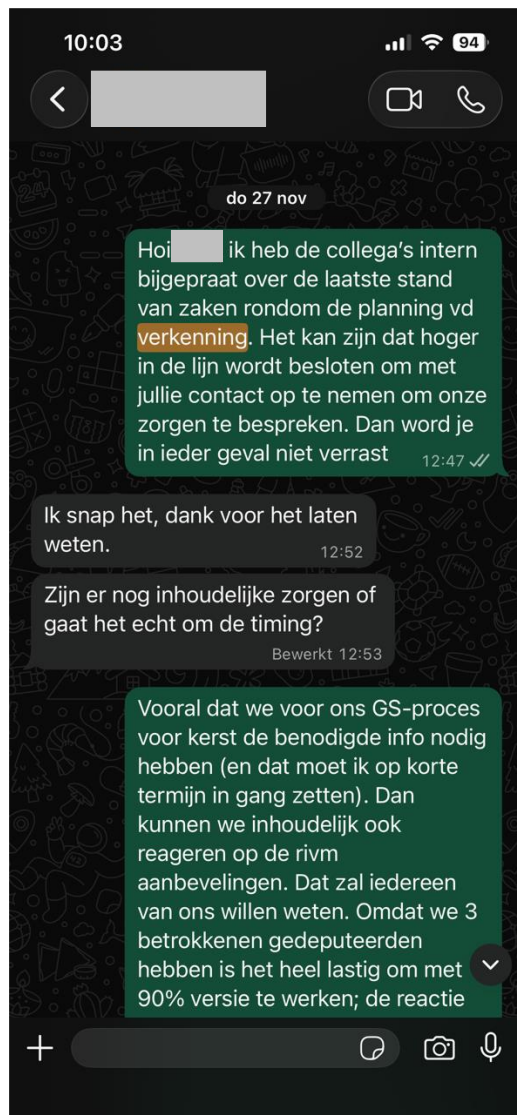 10:03
94
do 27 nov
Hoi ik heb de collega's intern
bijgepraat over de laatste stand
van zaken rondom de planning vd
verkenning. Het kan zijn dat hoger
in de lijn wordt besloten om met
jullie contact op te nemen om onze
zorgen te bespreken. Dan word je
in ieder geval niet verrast
12:47
Ik snap het, dank voor het laten
weten.
12:52
Zijn er nog inhoudelijke zorgen of
gaat het echt om de timing?
Bewerkt 12:53
Vooral dat we voor ons GS-proces
voor kerst de benodigde info nodig
hebben (en dat moet ik op korte
termijn in gang zetten). Dan
kunnen we inhoudelijk ook
reageren op de rivm
aanbevelingen. Dat zal iedereen
van ons willen weten. Omdat we 3
betrokkenen gedeputeerden
hebben is het heel lastig om met
90% versie te werken; de reactie